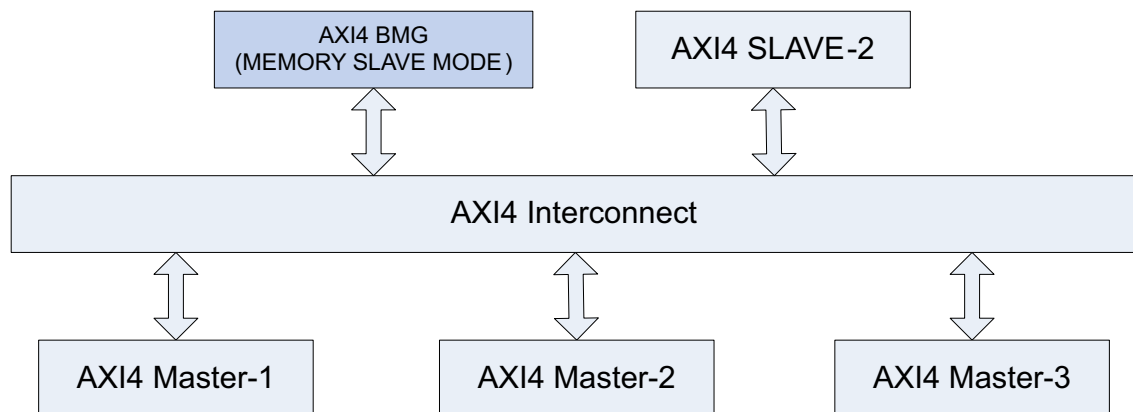 AXI4 BMG
(MEMORY SLAVE MODE)
AXI4 SLAVE-2
AXI4 Interconnect
AXI4 Master-1
AXI4 Master-2
AXI4 Master-3